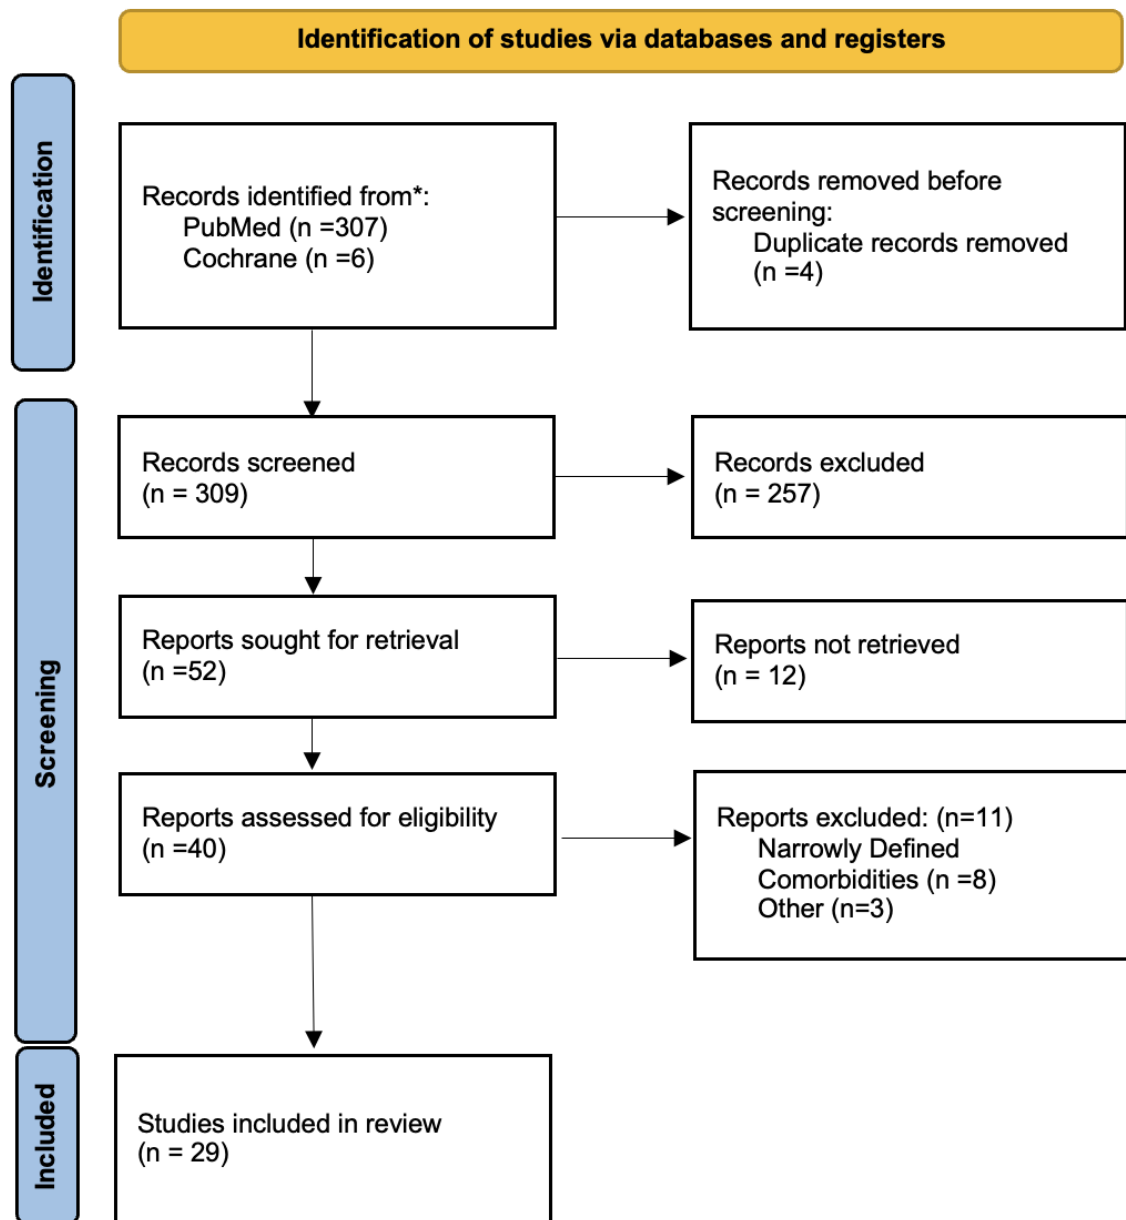 Identification of studies via databases and registers
Identification
Records identified from*:
PubMed (n =307)
Cochrane (n =6)
Records removed before
screening:
Duplicate records removed
(n =4)
Screening
Records screened
(n = 309)
Records excluded
(n = 257)
Reports sought for retrieval
(n =52)
Reports not retrieved
(n = 12)
Reports assessed for eligibility
(n =40)
Reports excluded: (n=11)
Narrowly Defined
Comorbidities (n =8)
Other (n=3)
Included
Studies included in review
(n = 29)